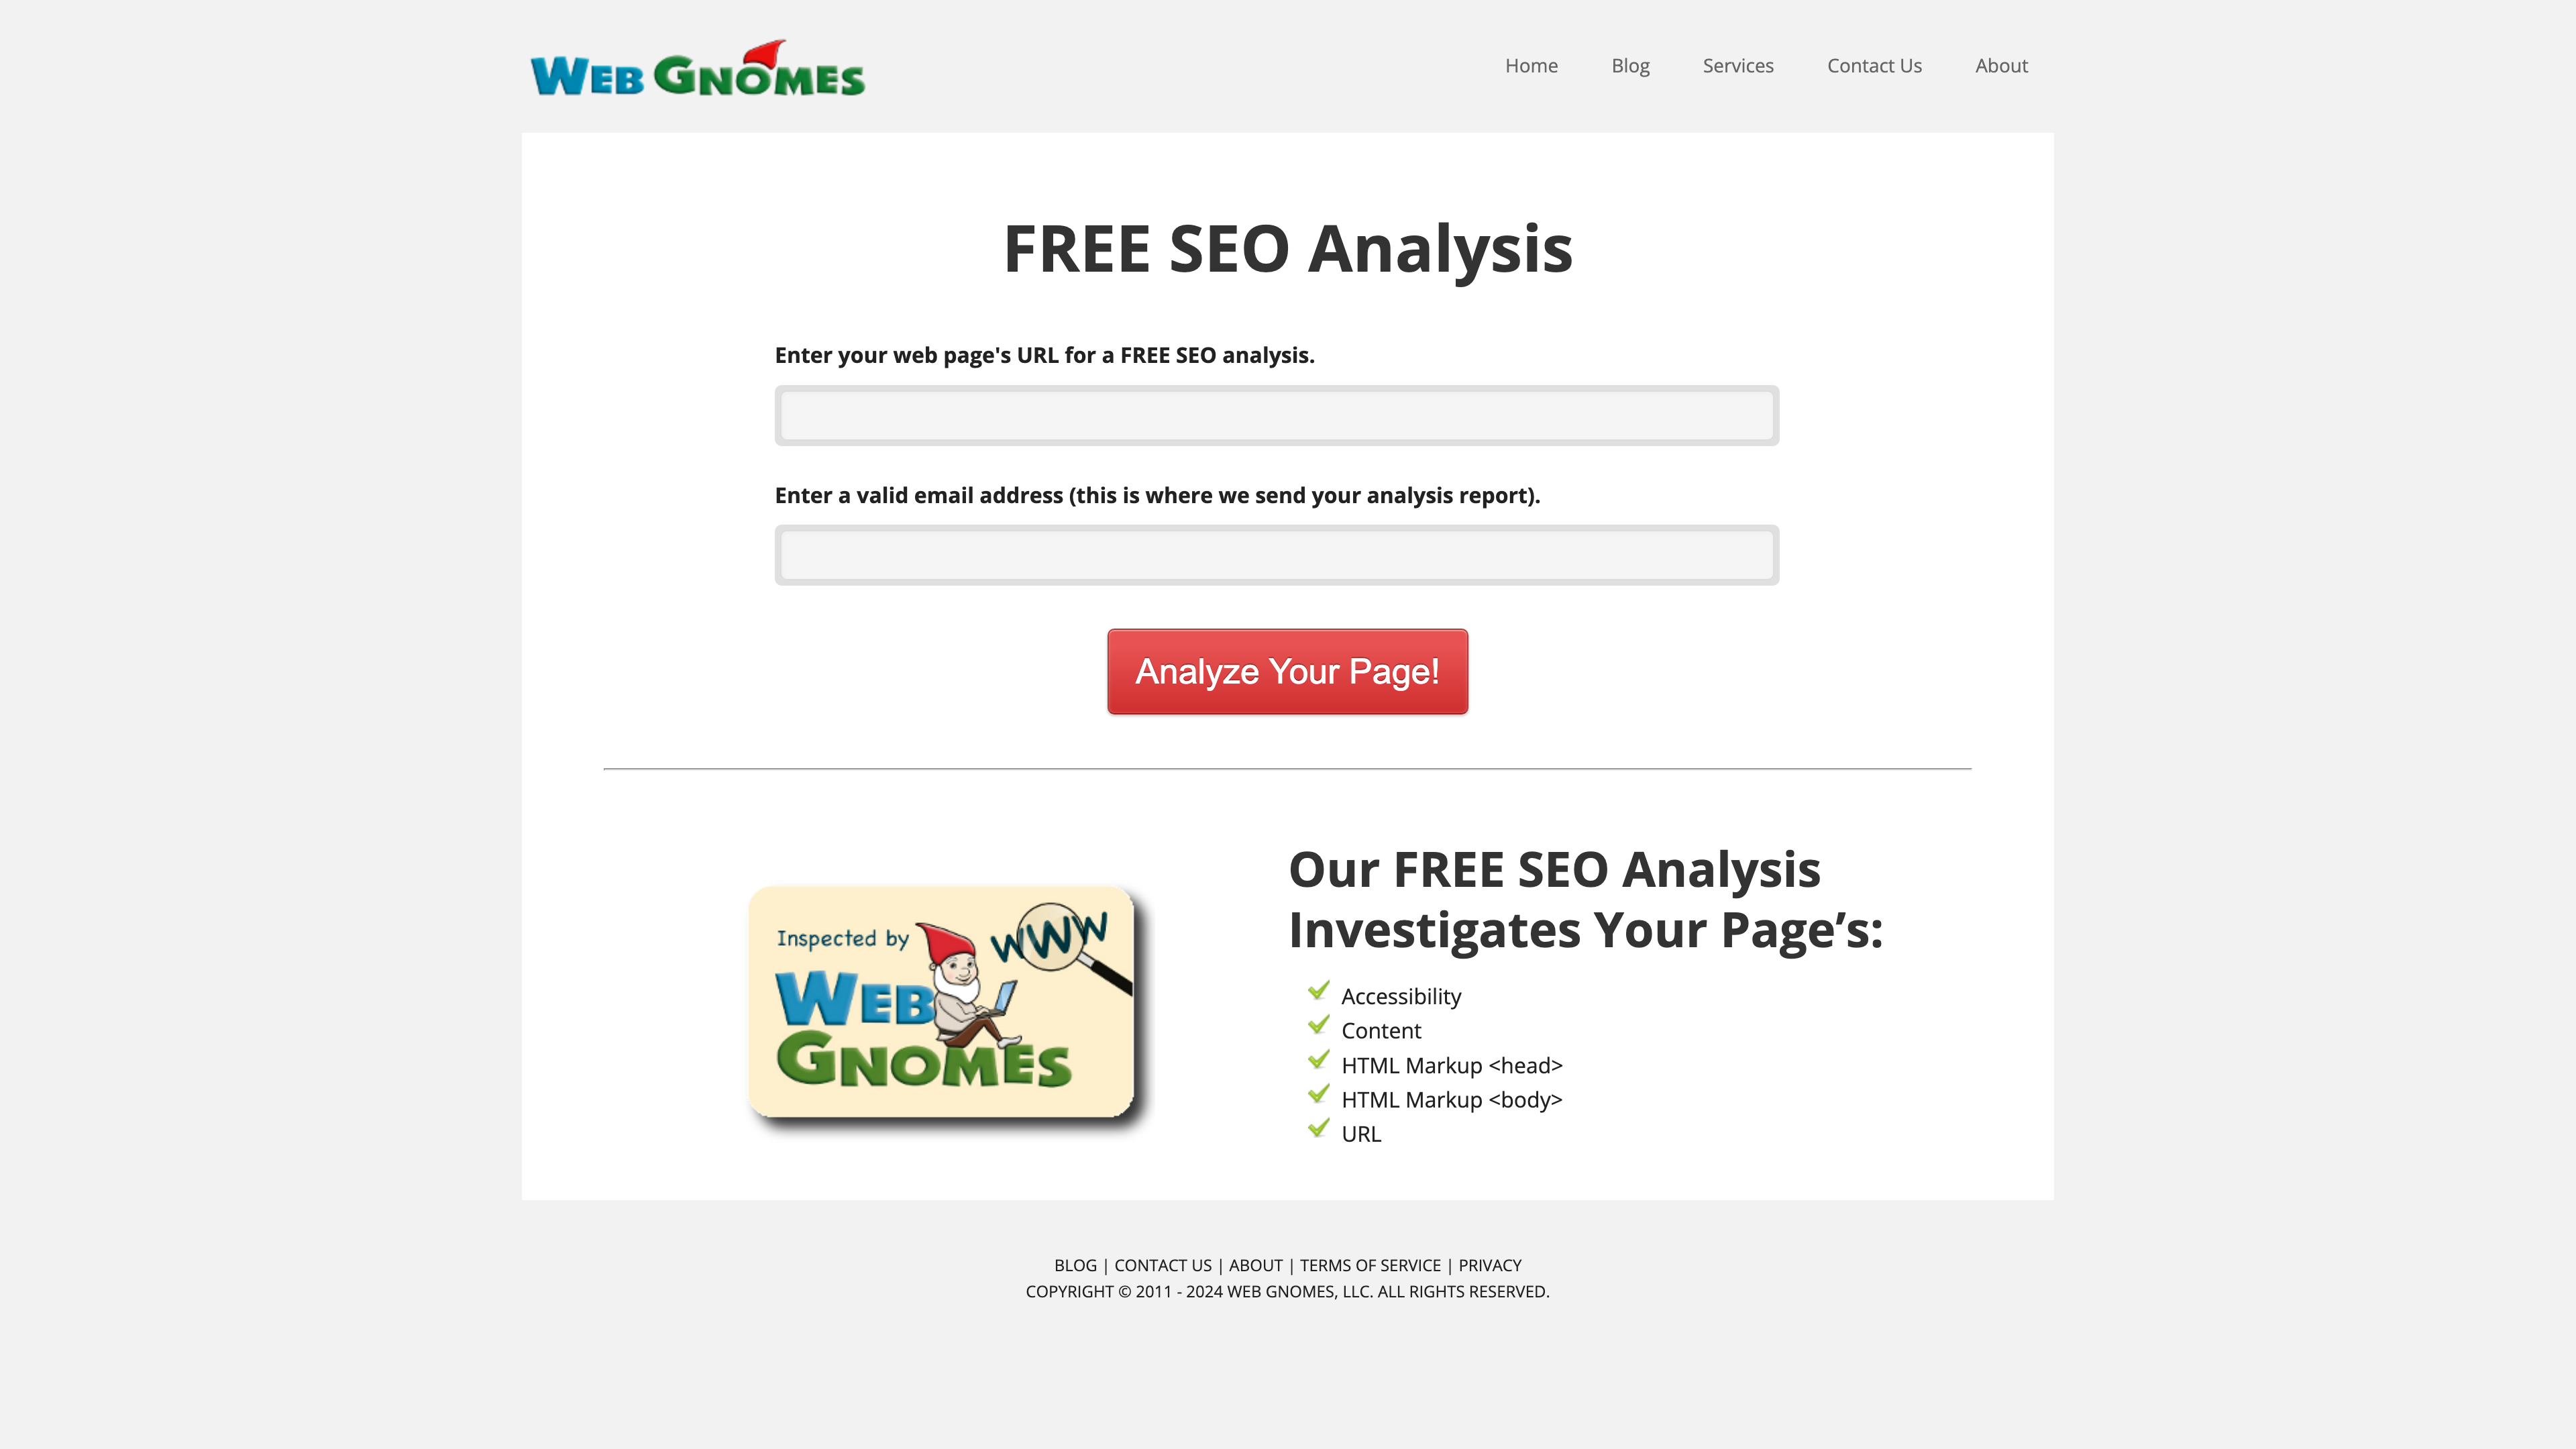 WEB GNOMES
Home
Blog
Services
Contact Us
About
FREE SEO Analysis
Enter your web page's URL for a FREE SEO analysis.
Enter a valid email address (this is where we send your analysis report).
Analyze Your Page!
Inspected by
WWW
WEB
GNOMES
Our FREE SEO Analysis
Investigates Your Page’s:
Accessibility
Content
HTML Markup <head>
HTML Markup <body>
URL
BLOG | CONTACT US | ABOUT | TERMS OF SERVICE | PRIVACY
COPYRIGHT © 2011 - 2024 WEB GNOMES, LLC. ALL RIGHTS RESERVED.